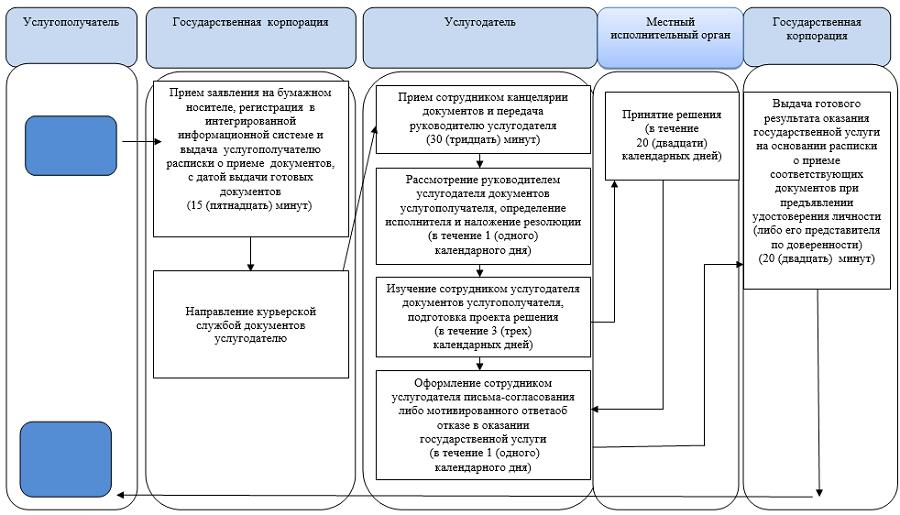 Услугополучатель
Государственная корпорация
Услугодатель
Местный
исполнительный орган
Государственная
корпорация
Прием заявления на бумажном
носителе, регистрация в
интегрированной
информационной системе и
выдача услугополучателю
расписки о приеме документов,
с датой выдачи готовых
документов
(15 (пятнадцать) минут)
Направление курьерской
службой документов
услугодателю
Прием сотрудником канцелярии
документов и передача
руководителю услугодателя
(30 (тридцать) минут
Рассмотрение руководителем
услугодателя документов
услугополучателя, определение
исполнителя и наложение резолюции
(в течение 1 (одного)
календарного дня)
Изучение сотрудником услугодателя
документов услугополучателя,
подготовка проекта решения
(в течение 3 (трех)
календарных дней)
Оформление сотрудником
услугодателя письма-согласования
либо мотивированного ответаоб
отказе в оказании
государственной услуги
(в течение 1 (одного)
календарного дня)
Принятие решения
(в течение
20 (двадцати)
календарных дней)
Выдача готового
результата оказания
государственной услуги
на основании расписки
о приеме
соответствующих
документов при
предъявлении
удостоверения личности
(либо его представителя
по доверенности)
(20 (двадцать) минут)